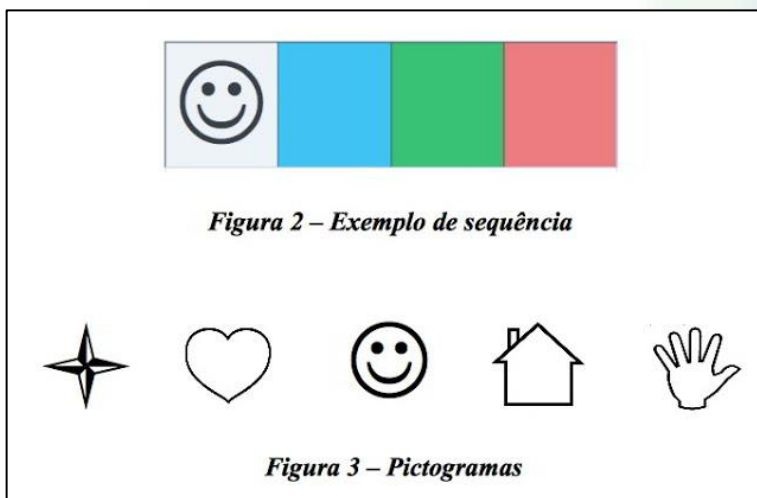 Figura 2 – Exemplo de sequência
Figura 3 – Pictogramas